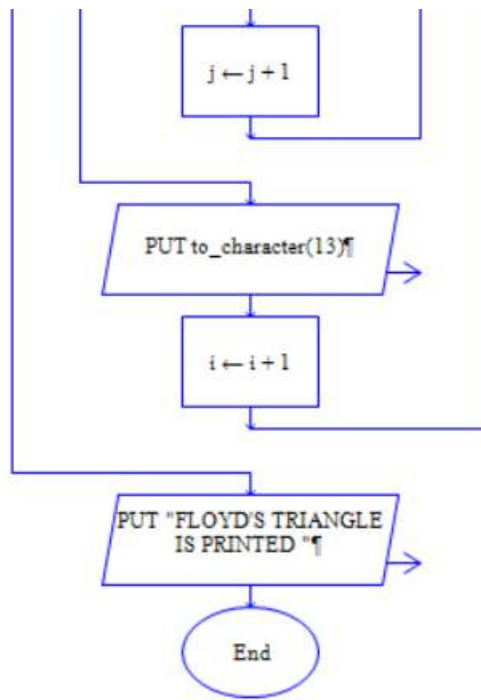 j ← j + 1
PUT to_character(13)¶
i ← i + 1
PUT "FLOYD'S TRIANGLE
IS PRINTED "¶
End